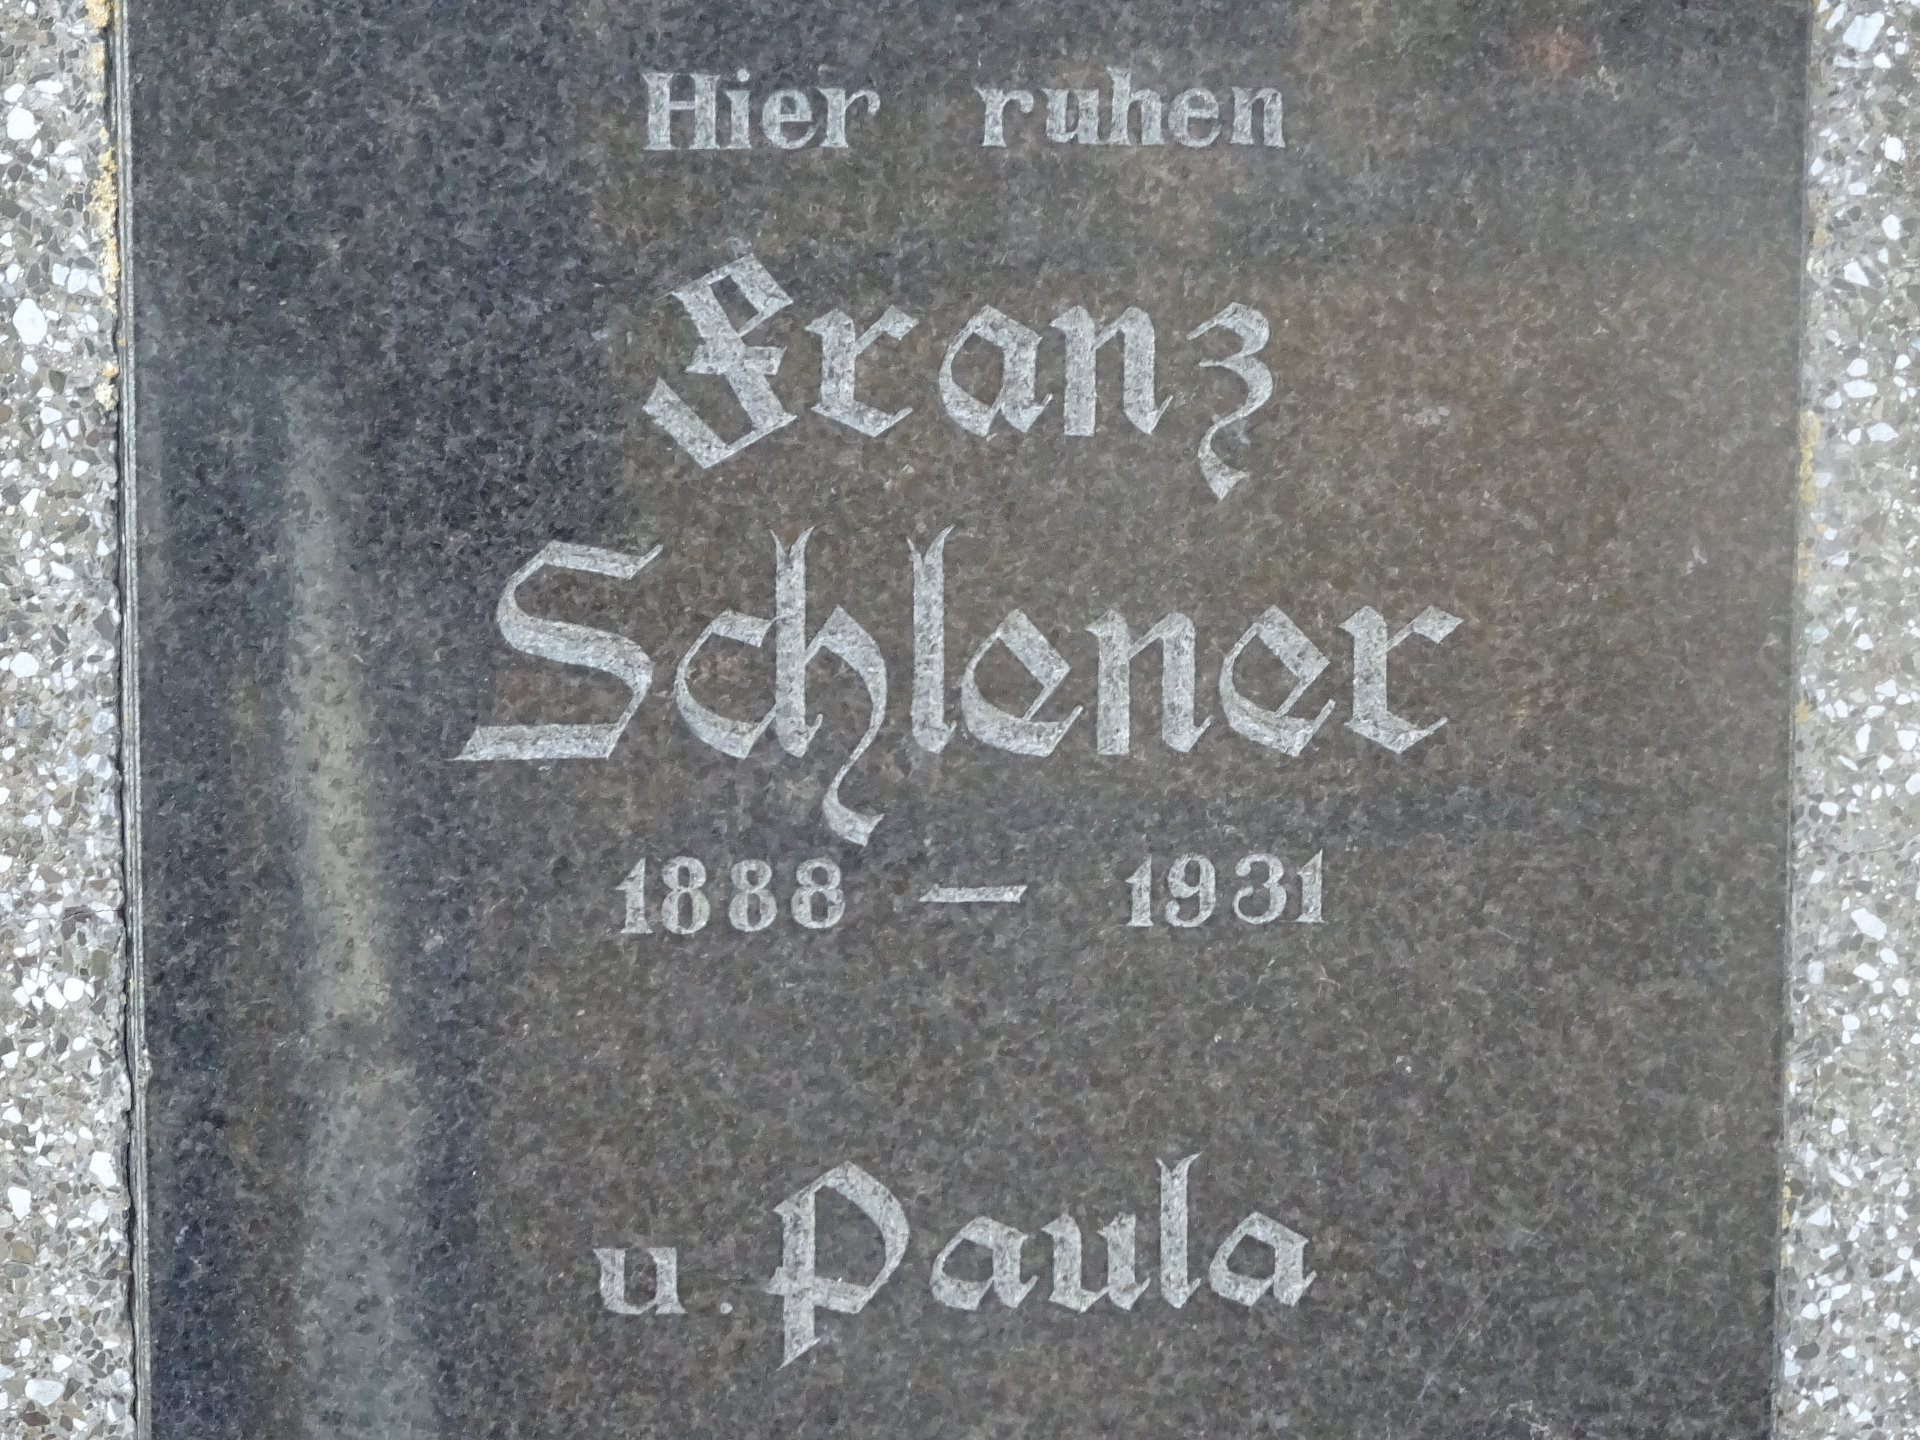 Hier ruhen
Franz
Schlener
1888 — 1931
u. Paula